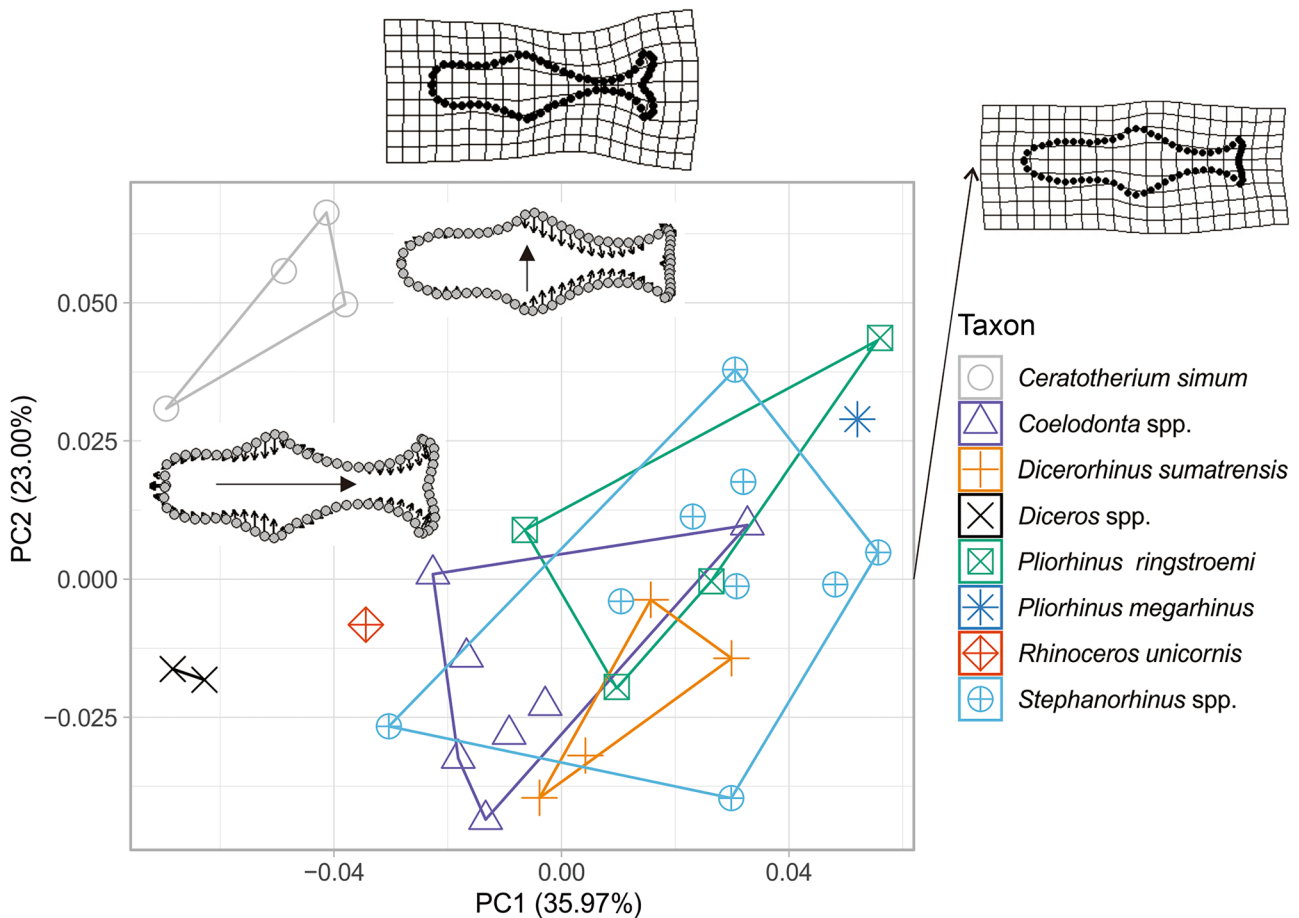 0.050
0.025
0.000
−0.025
PC2 (23.00%)
−0.04
0.00
0.04
PC1 (35.97%)
Taxon
Ceratotherium simum
Coelodonta spp.
Dicerorhinus sumatrensis
Diceros spp.
Pliorhinus ringstroemi
Pliorhinus megarhinus
Rhinoceros unicornis
Stephanorhinus spp.